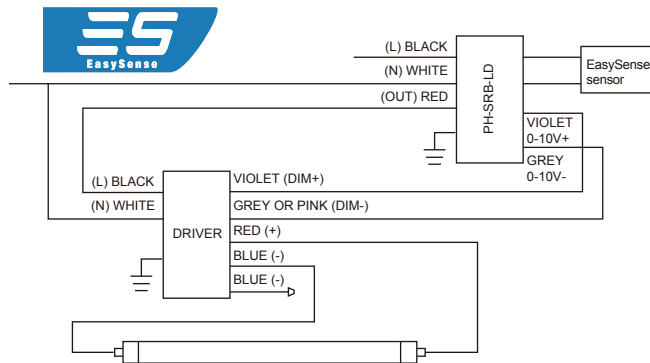 ES
EasySense
(L) BLACK
(N) WHITE
(OUT) RED
PH-SRB-LD
EasySense
sensor
VIOLET
0-10V+
GREY
0-10V-
(L) BLACK
(N) WHITE
DRIVER
VIOLET (DIM+)
GREY OR PINK (DIM-)
RED (+)
BLUE (-)
BLUE (-)